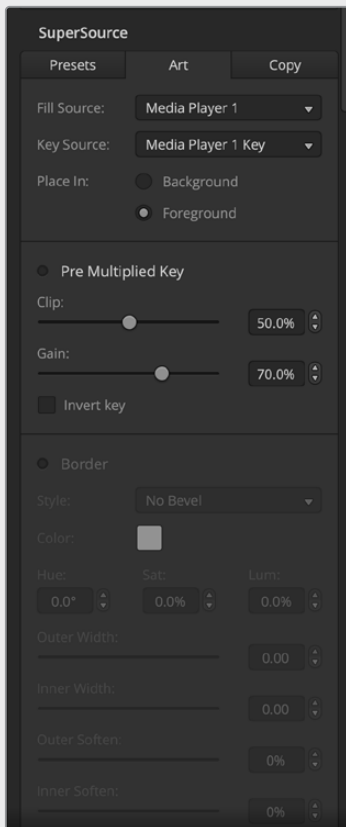 SuperSource
Presets Art Copy
Fill Source: Media Player 1
Key Source: Media Player 1 Key
Place In: Background
Foreground
Pre Multiplied Key
Clip:
50.0%
Gain:
70.0%
Invert key
Border
Style: No Bevel
Color:
Hue: Sat: Lum:
0.0° 0.0% 0.0%
Outer Width:
0.00
Inner Width:
0.00
Outer Soften:
0%
Inner Soften:
0%